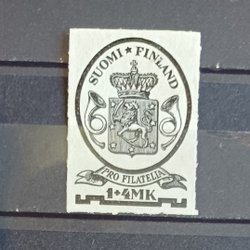 SUOMI • FINLAND
PRO FILATELIA
1+4MK